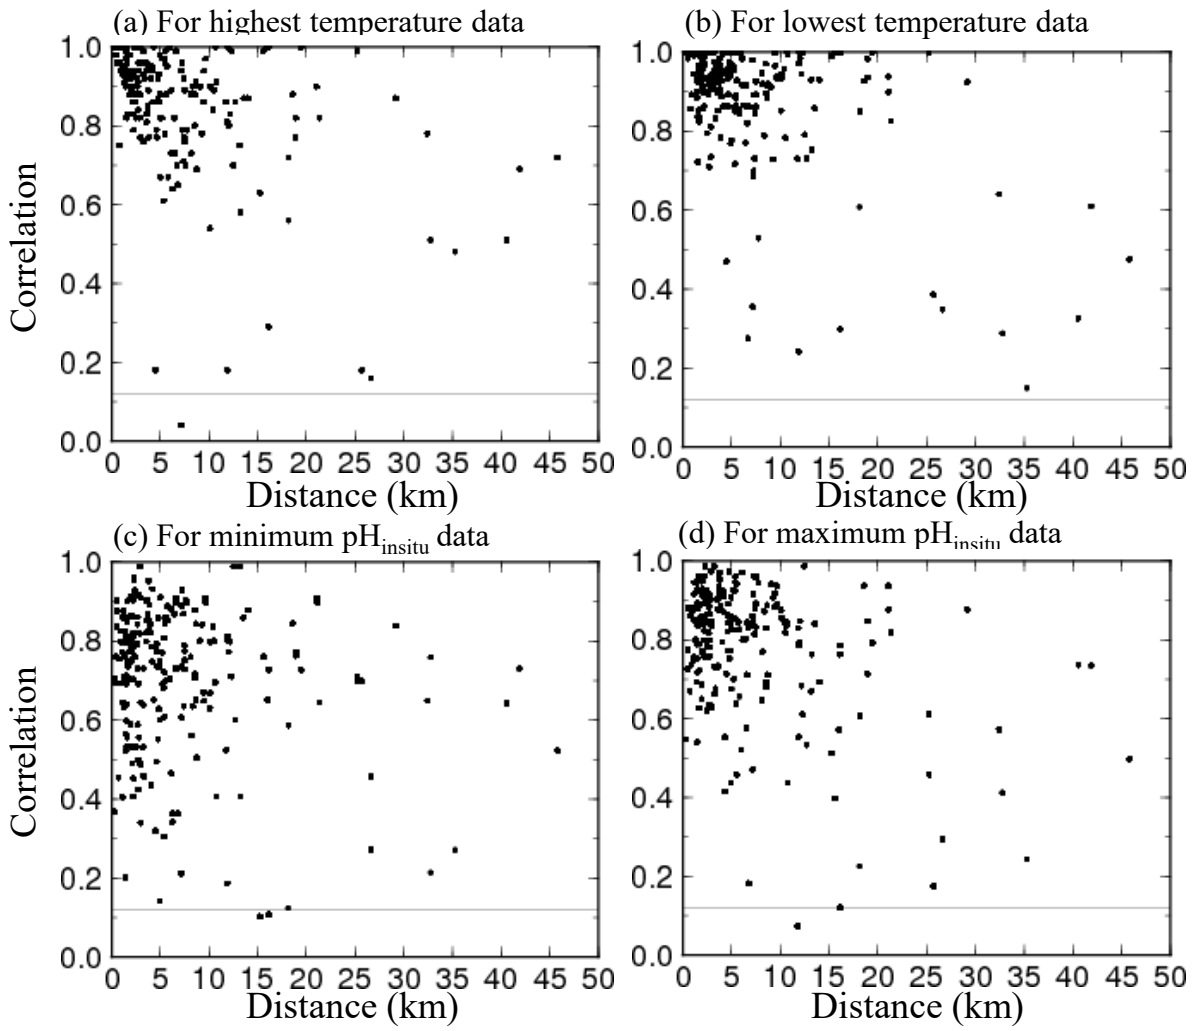 (a) For highest temperature data
(b) For lowest temperature data
1.0
0.8
0.6
0.4
0.2
0.0
Correlation
0 5 10 15 20 25 30 35 40 45 50
Distance (km)
1.0
0.8
0.6
0.4
0.2
0.0
0 5 10 15 20 25 30 35 40 45 50
Distance (km)
(c) For minimum pHinsitu data
(d) For maximum pHinsitu data
1.0
0.8
0.6
0.4
0.2
0.0
Correlation
0 5 10 15 20 25 30 35 40 45 50
Distance (km)
1.0
0.8
0.6
0.4
0.2
0.0
0 5 10 15 20 25 30 35 40 45 50
Distance (km)